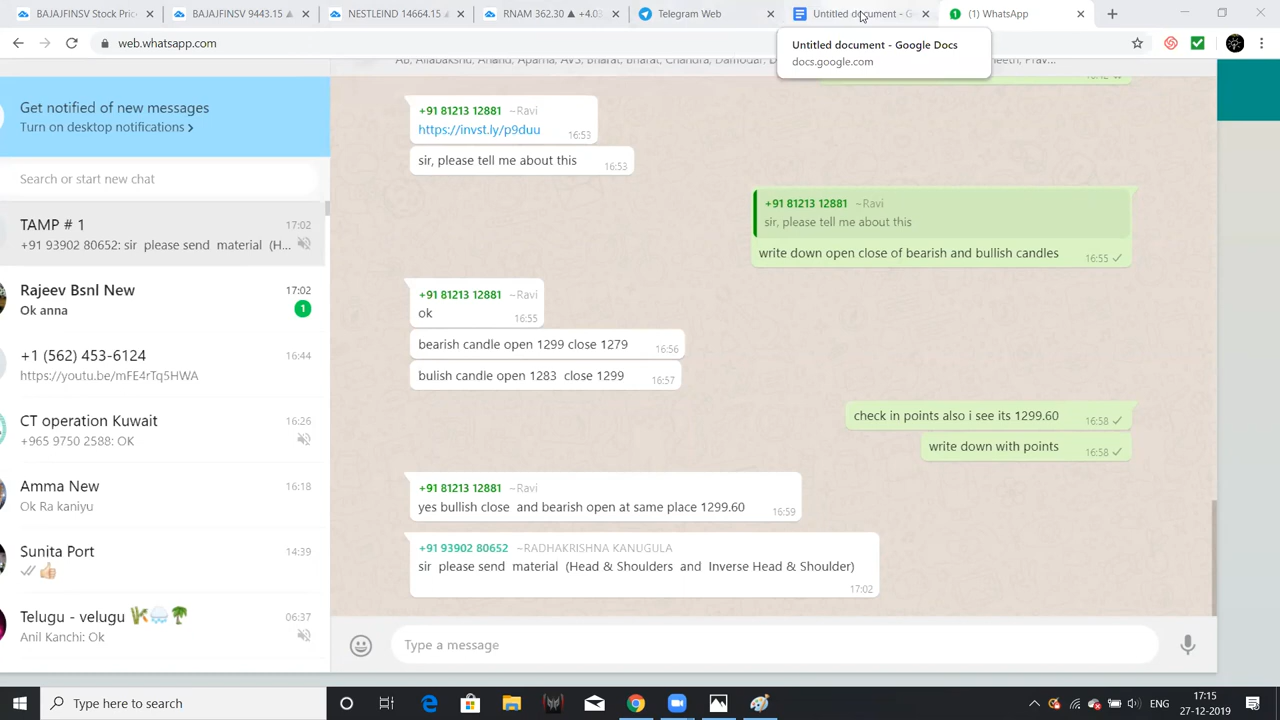 BAJAJFINSV Stock Pric
BAJAJFINSV 9443.15
NESTLEIND 14664.15
RNAM 362.30 ▲ +4.03
Telegram Web
Untitled document - G
(1) WhatsApp
web.whatsapp.com
Untitled document - Google Docs
docs.google.com
Get notified of new messages
Turn on desktop notifications >
Search or start new chat
TAMP # 1 17:02
+91 93902 80652: sir please send material (H...
Rajeev Bsnl New 17:02
Ok anna 1
+1 (562) 453-6124 16:44
https://youtu.be/mFE4rTq5HWA
CT operation Kuwait 16:26
+965 9750 2588: OK
Amma New 16:18
Ok Ra kaniyu
Sunita Port 14:39
Telugu - velugu 06:37
Anil Kanchi: Ok
+91 81213 12881 ~Ravi
https://invst.ly/p9duu 16:53
sir, please tell me about this 16:53
+91 81213 12881 ~Ravi
sir, please tell me about this
write down open close of bearish and bullish candles 16:55
+91 81213 12881 ~Ravi
ok 16:55
bearish candle open 1299 close 1279 16:56
bulish candle open 1283 close 1299 16:57
check in points also i see its 1299.60 16:58
write down with points 16:58
+91 81213 12881 ~Ravi
yes bullish close and bearish open at same place 1299.60 16:59
+91 93902 80652 ~RADHAKRISHNA KANUGULA
sir please send material (Head & Shoulders and Inverse Head & Shoulder)
17:02
Type a message
Type here to search
ENG
17:15
27-12-2019